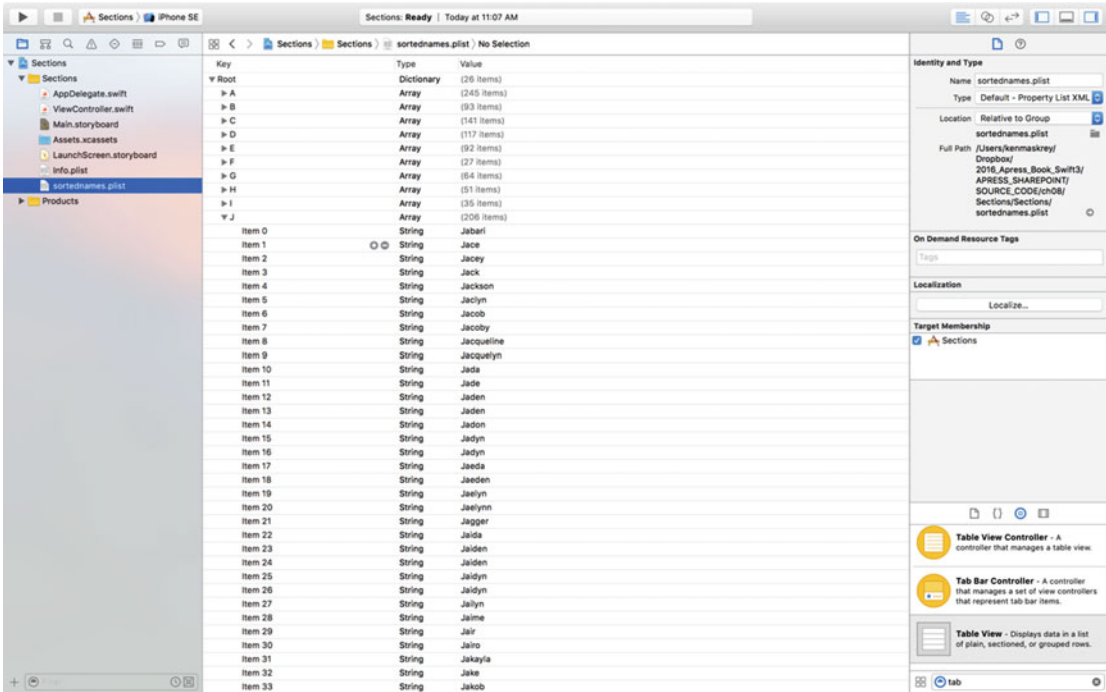 Sections iPhone SE
Sections: Ready | Today at 11:07 AM
Sections Sections sortednames.plist No Selection
Sections
Sections
AppDelegate.swift
ViewController.swift
Main.storyboard
Assets.xcassets
LaunchScreen.storyboard
Info.plist
sortednames.plist
Products
Key Type Value
Root Dictionary (26 items)
A Array (245 items)
B Array (93 items)
C Array (141 items)
D Array (117 items)
E Array (92 items)
F Array (27 items)
G Array (64 items)
H Array (51 items)
I Array (35 items)
J Array (206 items)
Item 0 String Jabari
Item 1 String Jace
Item 2 String Jacey
Item 3 String Jack
Item 4 String Jackson
Item 5 String Jaclyn
Item 6 String Jacob
Item 7 String Jacoby
Item 8 String Jacqueline
Item 9 String Jacquelyn
Item 10 String Jada
Item 11 String Jade
Item 12 String Jaden
Item 13 String Jaden
Item 14 String Jadon
Item 15 String Jadyn
Item 16 String Jadyn
Item 17 String Jaeda
Item 18 String Jaeden
Item 19 String Jaelyn
Item 20 String Jaelynn
Item 21 String Jagger
Item 22 String Jaida
Item 23 String Jaiden
Item 24 String Jaiden
Item 25 String Jaidyn
Item 26 String Jaidyn
Item 27 String Jailyn
Item 28 String Jaime
Item 29 String Jair
Item 30 String Jairo
Item 31 String Jakayla
Item 32 String Jake
Item 33 String Jakob
Identity and Type
Name sortednames.plist
Type Default - Property List XML
Location Relative to Group
sortednames.plist
Full Path /Users/kenmaskrey/
Dropbox/
2016_Apress_Book_Swift3/
APRESS_SHAREPOINT/
SOURCE_CODE/ch08/
Sections/Sections/
sortednames.plist
On Demand Resource Tags
Tags
Localization
Localize...
Target Membership
Sections
Table View Controller - A
controller that manages a table view.
Tab Bar Controller - A controller
that manages a set of view controllers
that represent tab bar items.
Table View - Displays data in a list
of plain, sectioned, or grouped rows.
Filter
tab